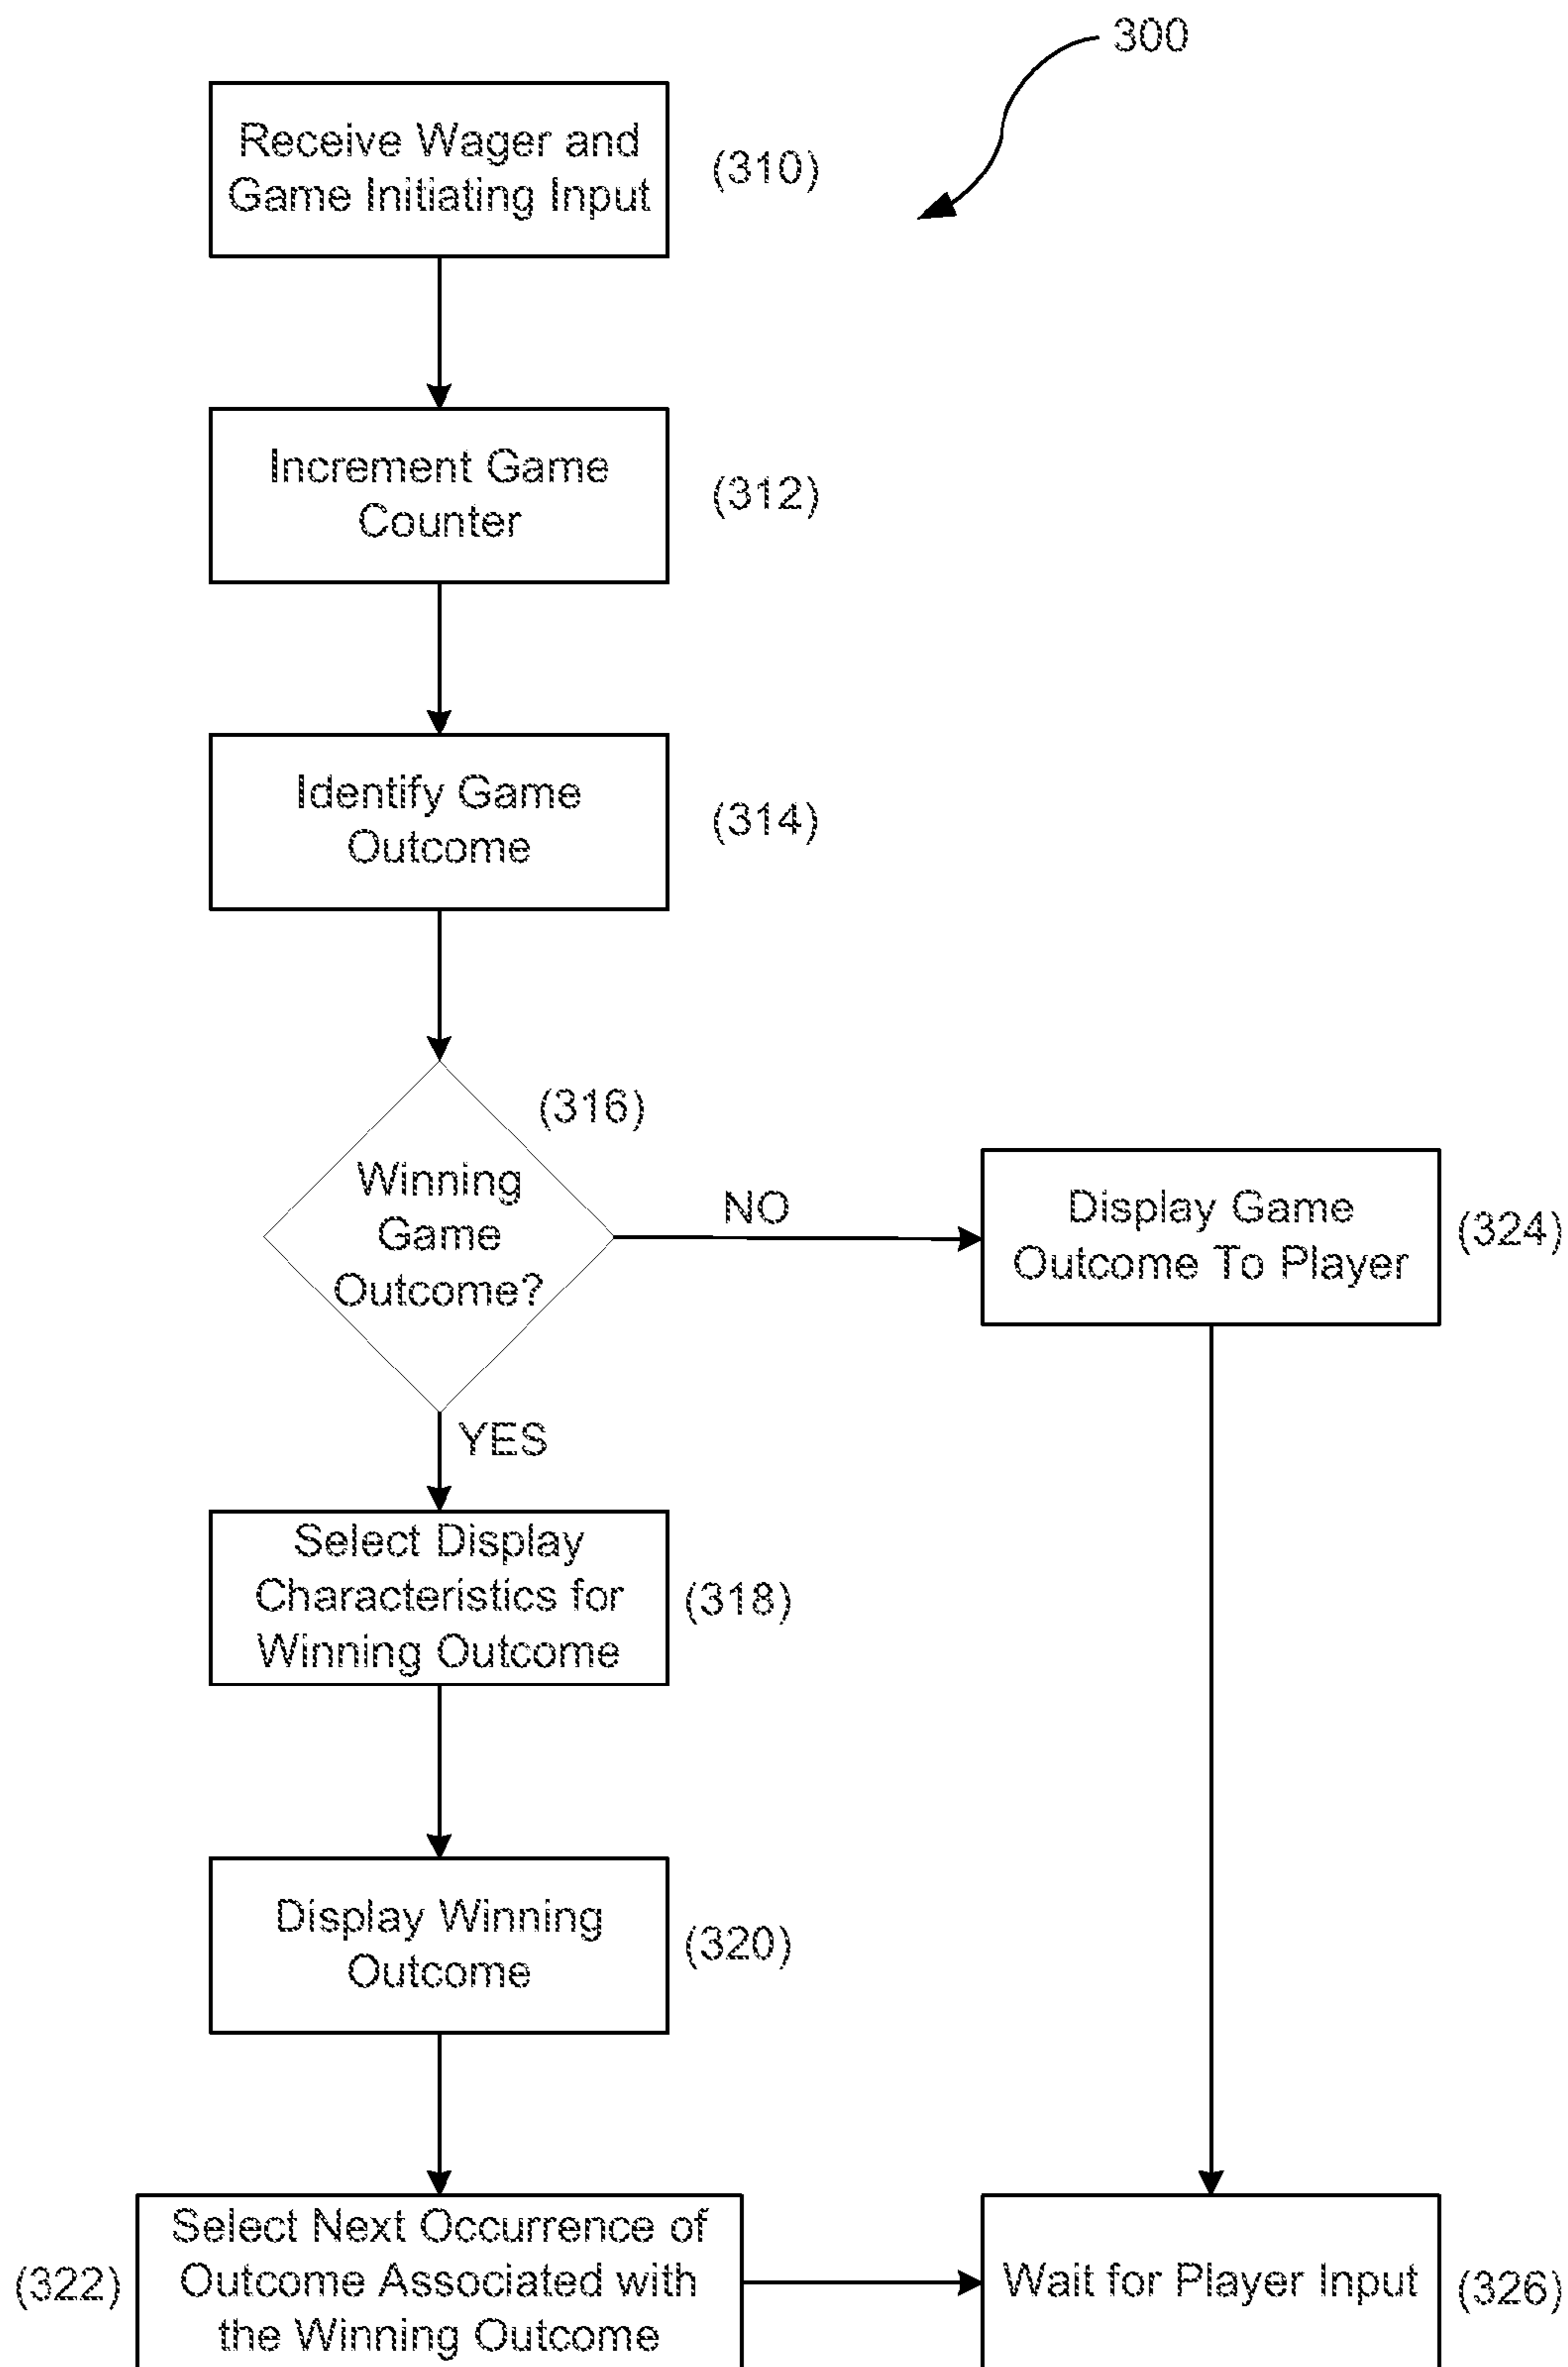 300
Receive Wager and
Game Initiating Input
(310)
Increment Game
Counter
(312)
Identify Game
Outcome
(314)
(316)
Winning
Game
Outcome?
NO
Display Game
Outcome To Player
(324)
YES
Select Display
Characteristics for
Winning Outcome
(318)
Display Winning
Outcome
(320)
(322)
Select Next Occurrence of
Outcome Associated with
the Winning Outcome
Wait for Player Input
(326)